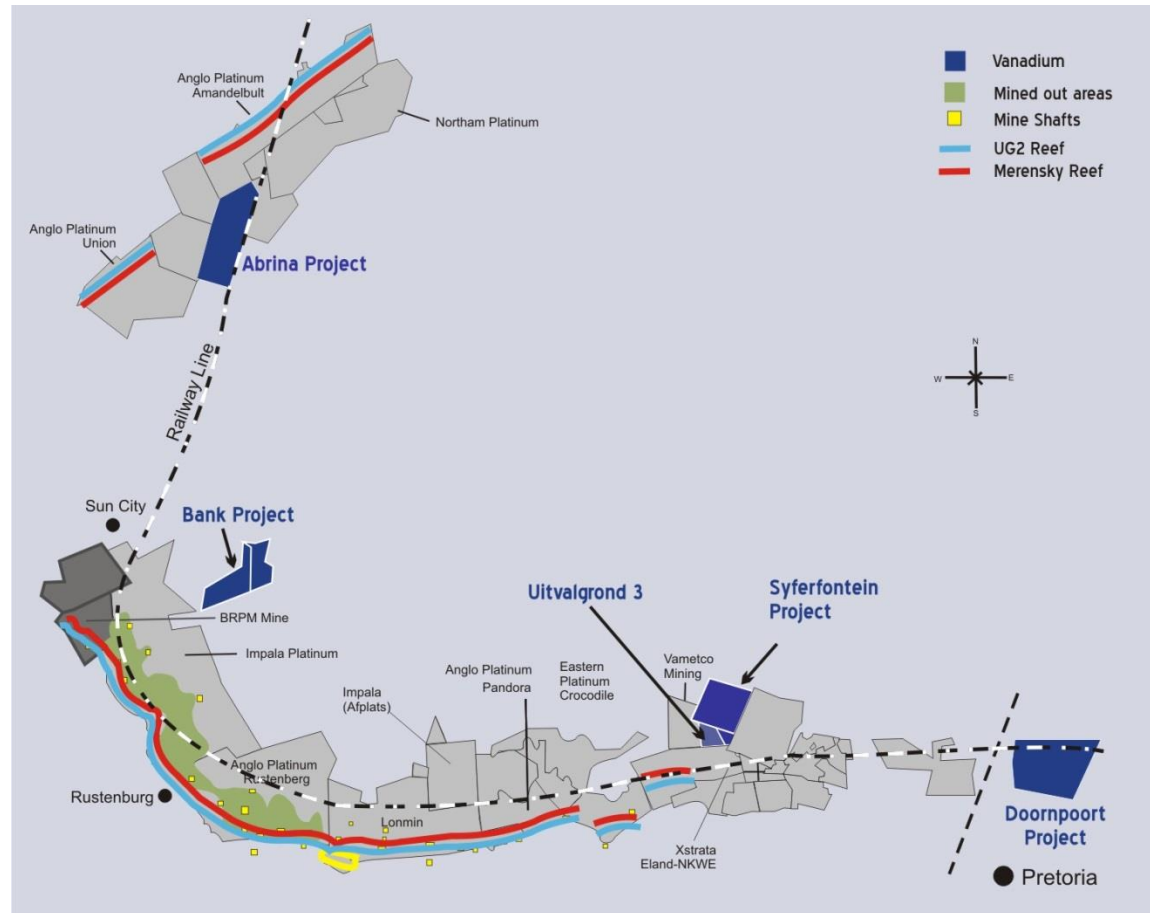 Anglo Platinum
Amandelbult
Northam Platinum
Vanadium
Mined out areas
Mine Shafts
UG2 Reef
Merensky Reef
Anglo Platinum
Union
Abrina Project
Railway Line
N
W E
S
Sun City
Bank Project
BRPM Mine
Impala Platinum
Uitvalgrond 3
Syferfontein
Project
Vametco
Mining
Eastern
Platinum
Crocodile
Anglo Platinum
Pandora
Impala
(Afplats)
Anglo Platinum
Rustenberg
Rustenburg
Lonmin
Xstrata
Eland-NKWE
Doornpoort
Project
Pretoria